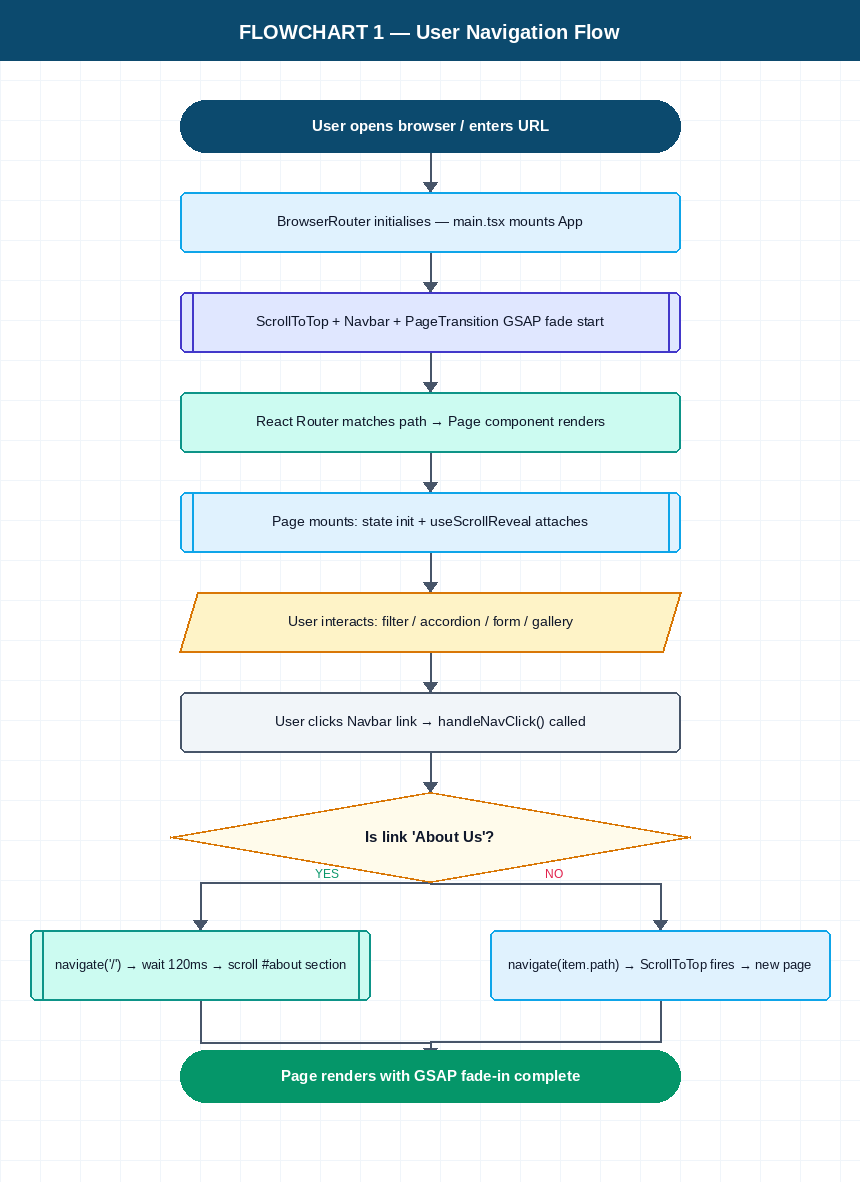 FLOWCHART 1 — User Navigation Flow
User opens browser / enters URL
BrowserRouter initialises — main.tsx mounts App
ScrollToTop + Navbar + PageTransition GSAP fade start
React Router matches path → Page component renders
Page mounts: state init + useScrollReveal attaches
User interacts: filter / accordion / form / gallery
User clicks Navbar link → handleNavClick() called
Is link 'About Us'?
YES
NO
navigate('/') → wait 120ms → scroll #about section
navigate(item.path) → ScrollToTop fires → new page
Page renders with GSAP fade-in complete